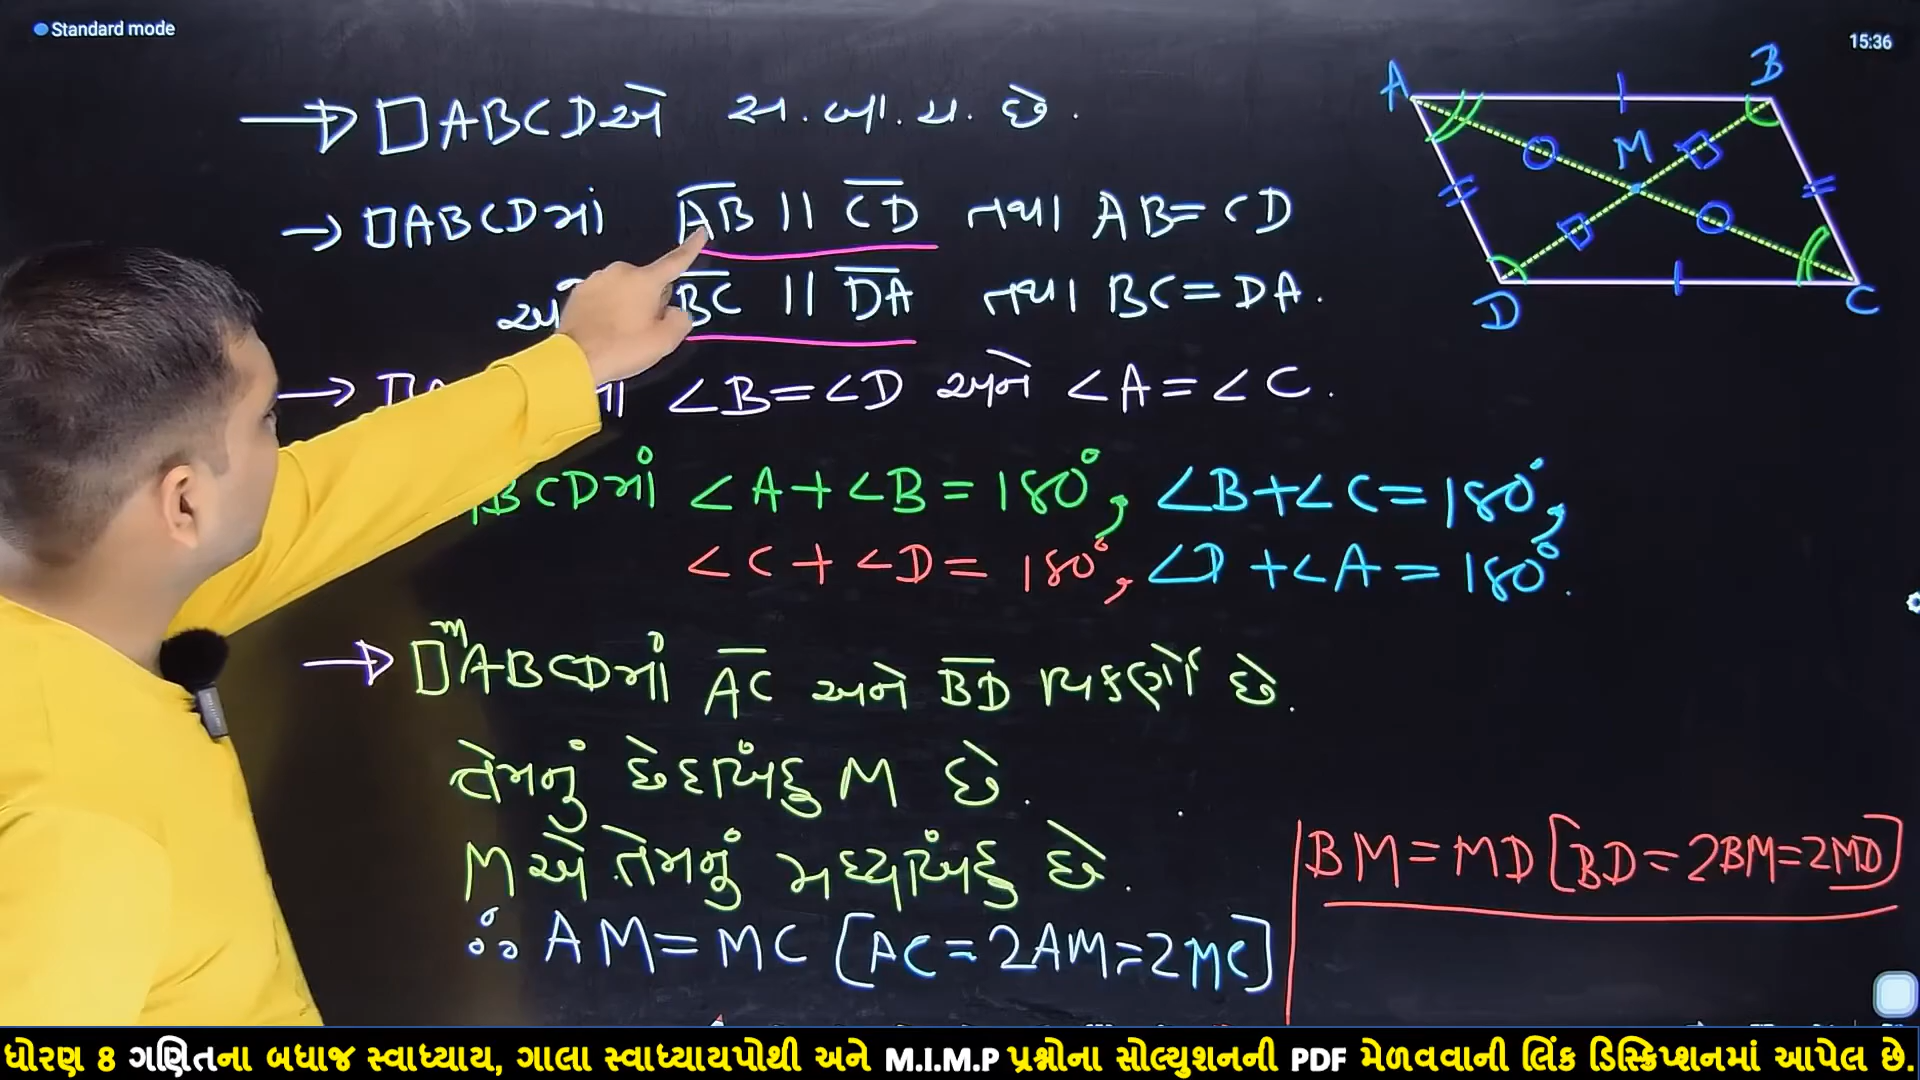 Standard mode
15:36
→ □ABCDએ સ.બા.ચ. છે.
→ □ABCDમાં AB || CD તથા AB = CD
BC || DA તથા BC = DA.
→ ∠B = ∠D અને ∠A = ∠C.
BCDમાં ∠A + ∠B = 180°, ∠B + ∠C = 180°,
∠C + ∠D = 180°, ∠D + ∠A = 180°.
→ □ᵐABCDમાં AC અને BD વિકર્ણો છે.
તેમનું છેદબિંદુ M છે.
M એ તેમનું મધ્યબિંદુ છે.
∴ AM = MC [AC = 2AM = 2MC]
BM = MD [BD = 2BM = 2MD]
A
B
M
D
C
ધોરણ 8 ગણિતના બધાજ સ્વાધ્યાય, ગાલા સ્વાધ્યાયપોથી અને M.I.M.P પ્રશ્નોના સોલ્યુશનની PDF મેળવવાની લિંક ડિસ્ક્રિપ્શનમાં આપેલ છે.